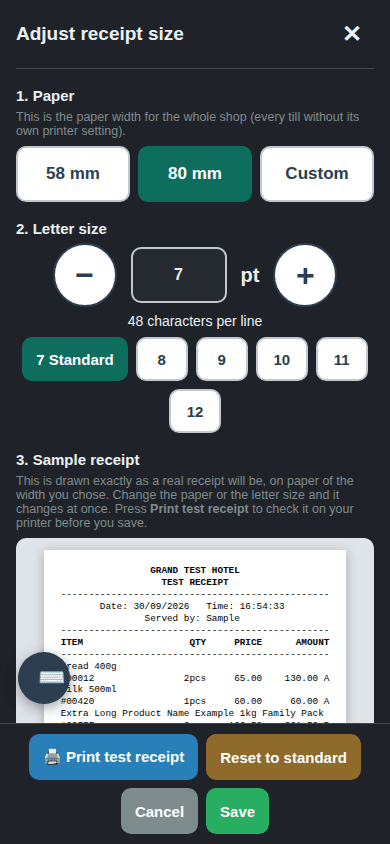 Adjust receipt size
✕
1. Paper
This is the paper width for the whole shop (every till without its
own printer setting).
58 mm
80 mm
Custom
2. Letter size
−
7
pt
+
48 characters per line
7 Standard
8
9
10
11
12
3. Sample receipt
This is drawn exactly as a real receipt will be, on paper of the
width you chose. Change the paper or the letter size and it
changes at once. Press Print test receipt to check it on your
printer before you save.
GRAND TEST HOTEL
TEST RECEIPT
------------------------------------------------
Date: 30/09/2026 Time: 16:54:33
Served by: Sample
------------------------------------------------
ITEM QTY PRICE AMOUNT
------------------------------------------------
read 400g
00012 2pcs 65.00 130.00 A
ilk 500ml
#00420 1pcs 60.00 60.00 A
Extra Long Product Name Example 1kg Family Pack
Print test receipt
Reset to standard
Cancel
Save